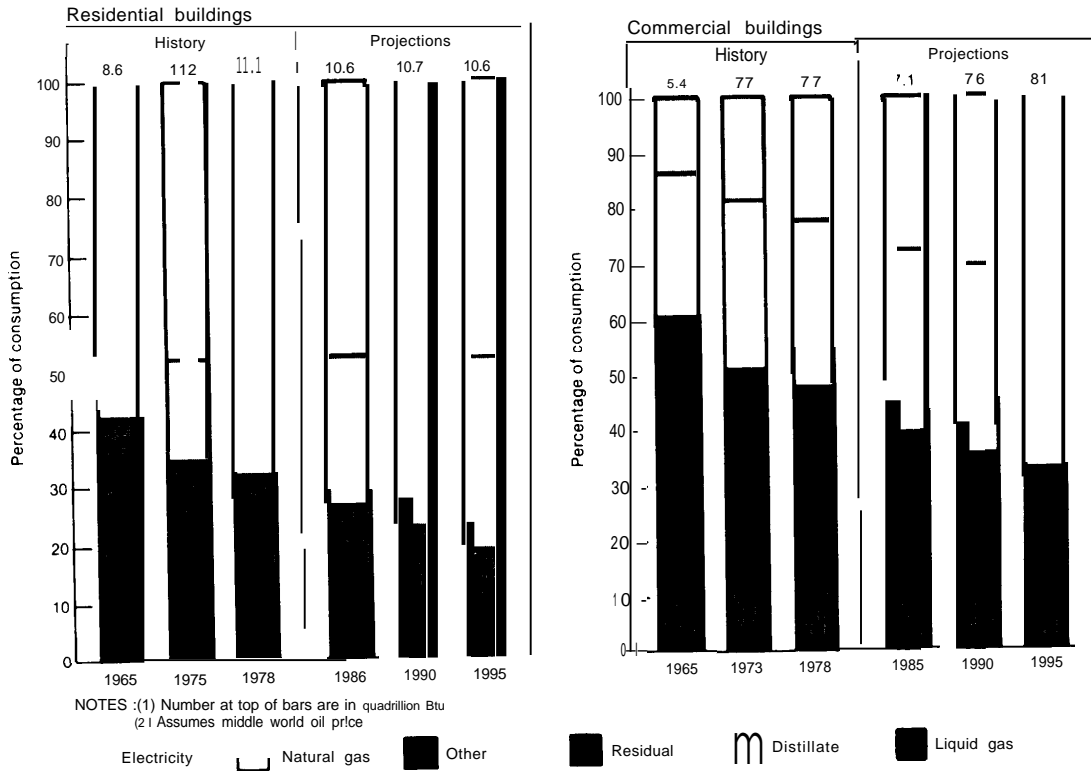 Residential buildings
History
Projections
8.6 112 11.1 10.6 10.7 10.6
100
90
80
70
60
50
40
30
20
10
0
Percentage of consumption
1965 1975 1978 1986 1990 1995
Commercial buildings
History
Projections
5.4 77 77 7.1 76 81
100
90
80
70
60
50
40
30
20
10
0
Percentage of consumption
1965 1973 1978 1985 1990 1995
NOTES :(1) Number at top of bars are in quadrillion Btu
(2 I Assumes middle world oil pr!ce
Electricity Natural gas Other Residual Distillate Liquid gas